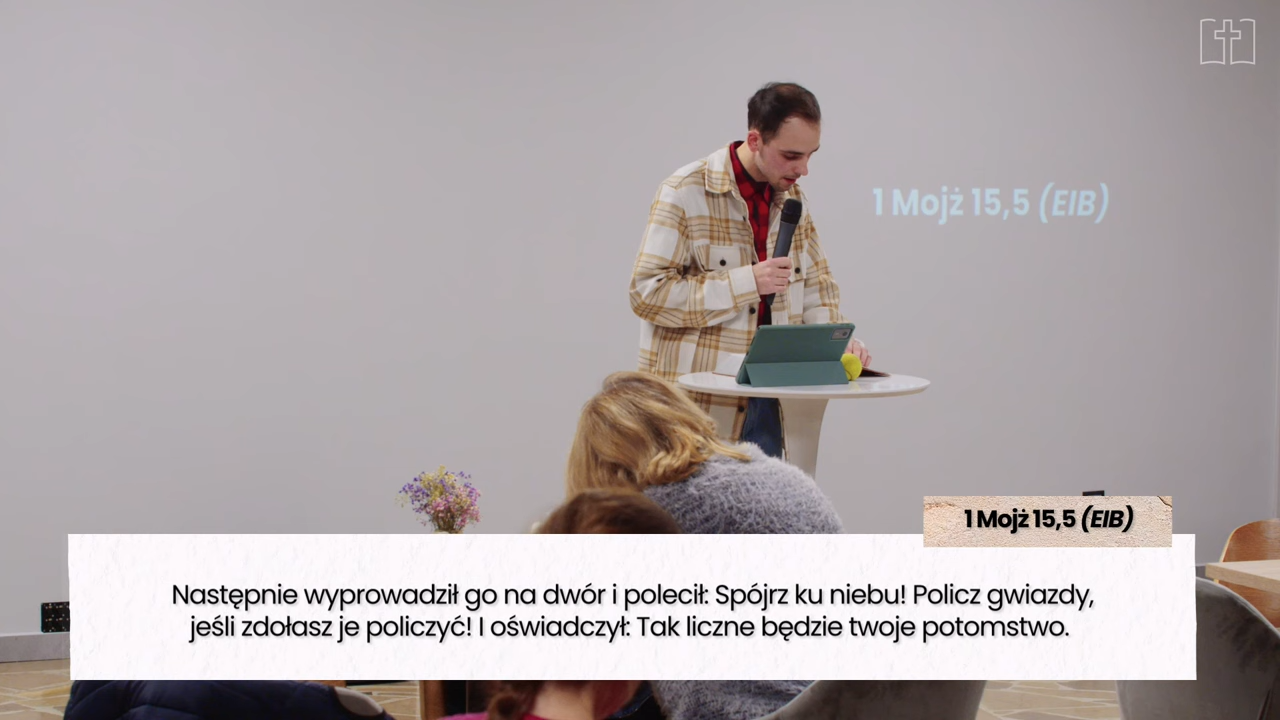 1 Mojż 15,5 (EIB)
1 Mojż 15,5 (EIB)
Następnie wyprowadził go na dwór i polecił: Spójrz ku niebu! Policz gwiazdy,
jeśli zdołasz je policzyć! I oświadczył: Tak liczne będzie twoje potomstwo.